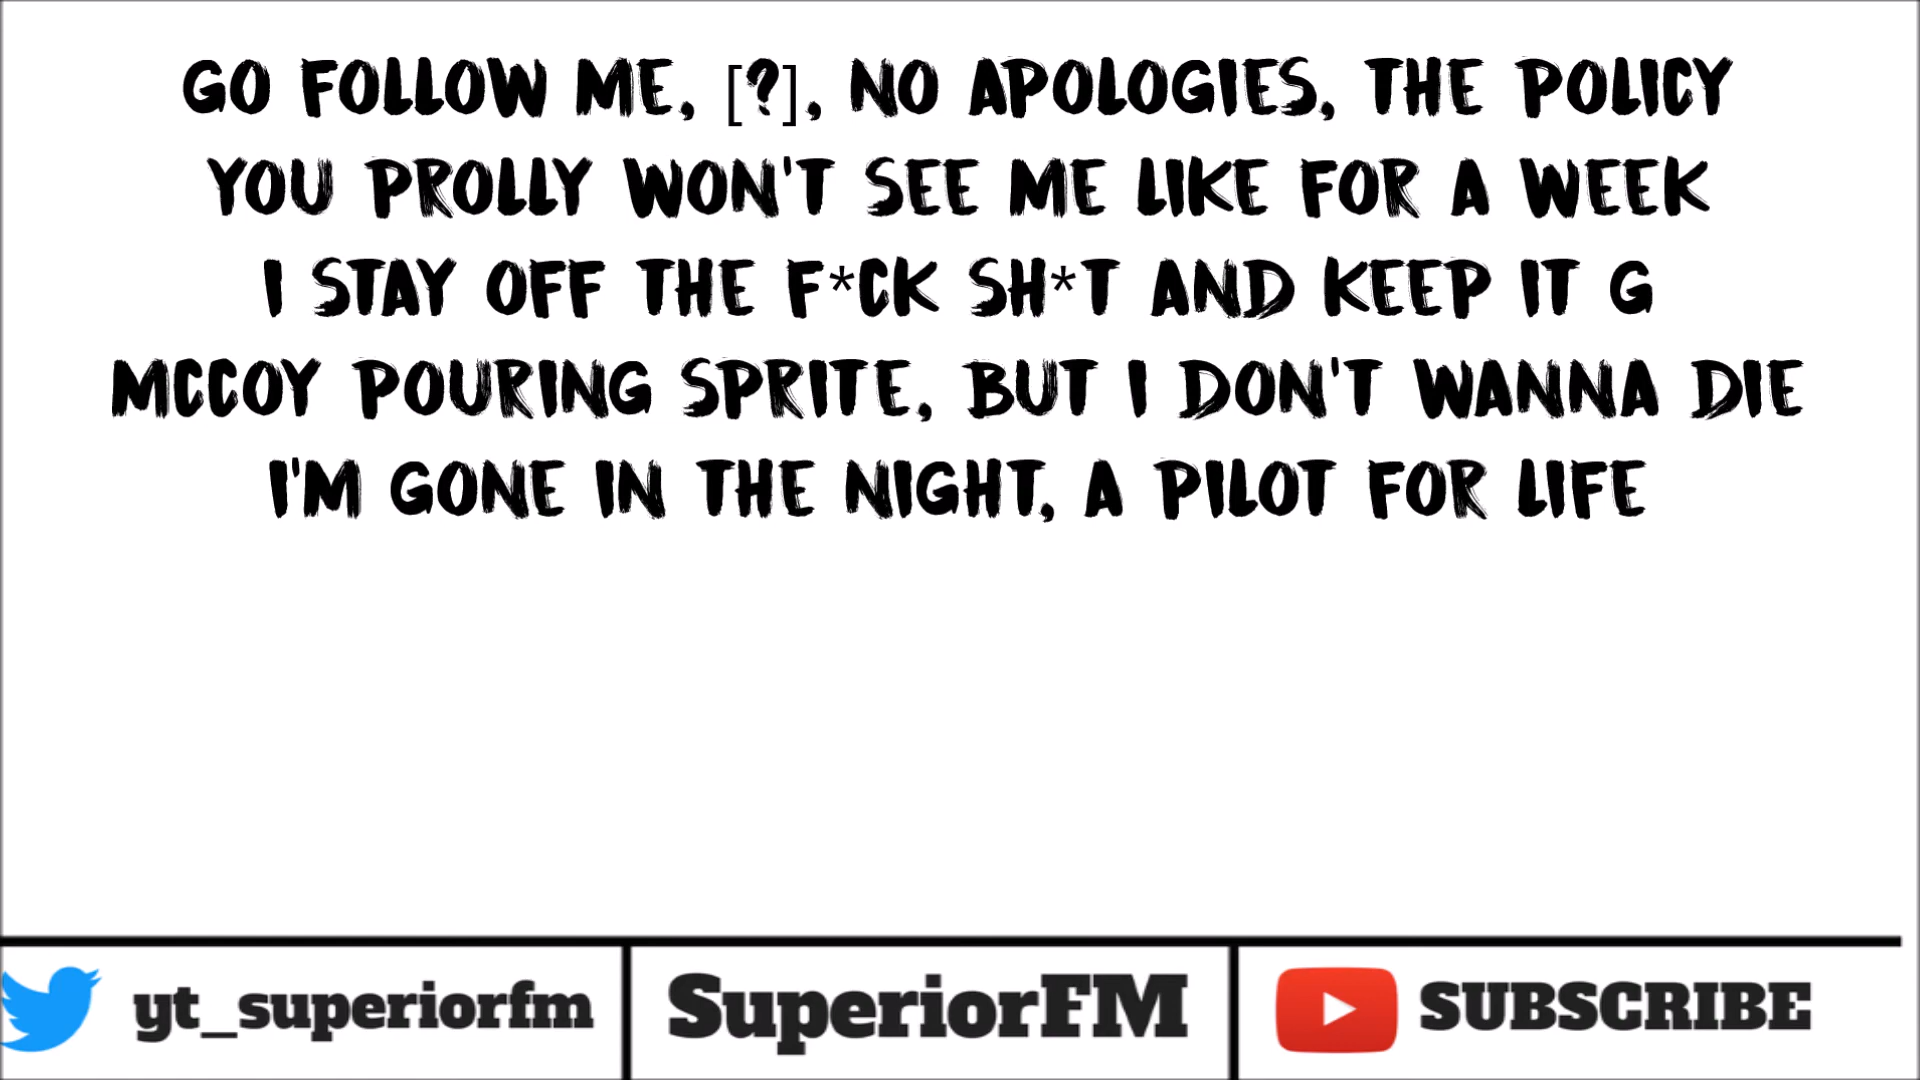 GO FOLLOW ME, [?], NO APOLOGIES, THE POLICY
YOU PROLLY WON'T SEE ME LIKE FOR A WEEK
I STAY OFF THE F*CK SH*T AND KEEP IT G
MCCOY POURING SPRITE, BUT I DON'T WANNA DIE
I'M GONE IN THE NIGHT, A PILOT FOR LIFE
yt_superiorfm
SuperiorFM
SUBSCRIBE